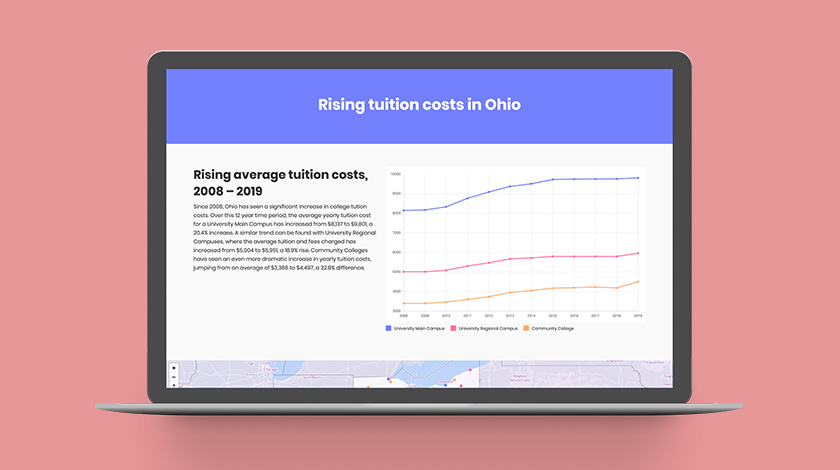 Rising tuition costs in Ohio
Rising average tuition costs,
2008 – 2019
Since 2008, Ohio has seen a significant increase in college tuition
costs. Over this 12 year time period, the average yearly tuition cost
for a University Main Campus has increased from $8,137 to $9,801, a
20.4% increase. A similar trend can be found with University Regional
Campuses, where the average tuition and fees charged has
increased from $5,004 to $5,951, a 18.9% rise. Community Colleges
have seen an even more dramatic increase in yearly tuition costs,
jumping from an average of $3,386 to $4,497, a 32.8% difference.
10000
9000
8000
7000
6000
5000
4000
3000
2008 2009 2010 2011 2012 2013 2014 2015 2016 2017 2018 2019
University Main Campus University Regional Campus Community College
Chicago